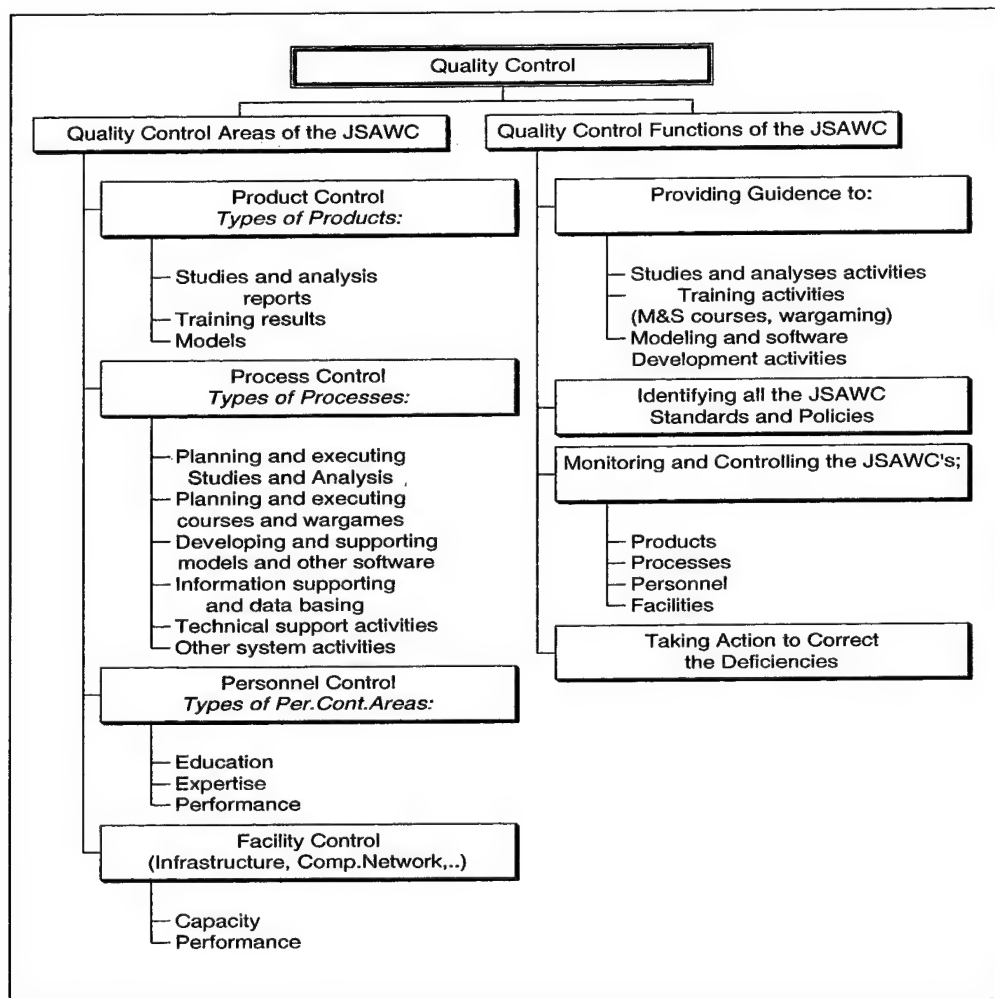 Quality Control
Quality Control Areas of the JSAWC
Product Control
Types of Products:
Studies and analysis
reports
Training results
Models
Process Control
Types of Processes:
Planning and executing
Studies and Analysis
Planning and executing
courses and wargames
Developing and supporting
models and other software
Information supporting
and data basing
Technical support activities
Other system activities
Personnel Control
Types of Per.Cont.Areas:
Education
Expertise
Performance
Facility Control
(Infrastructure, Comp.Network,..)
Capacity
Performance
Quality Control Functions of the JSAWC
Providing Guidence to:
Studies and analyses activities
Training activities
(M&S courses, wargaming)
Modeling and software
Development activities
Identifying all the JSAWC
Standards and Policies
Monitoring and Controlling the JSAWC's;
Products
Processes
Personnel
Facilities
Taking Action to Correct
the Deficiencies